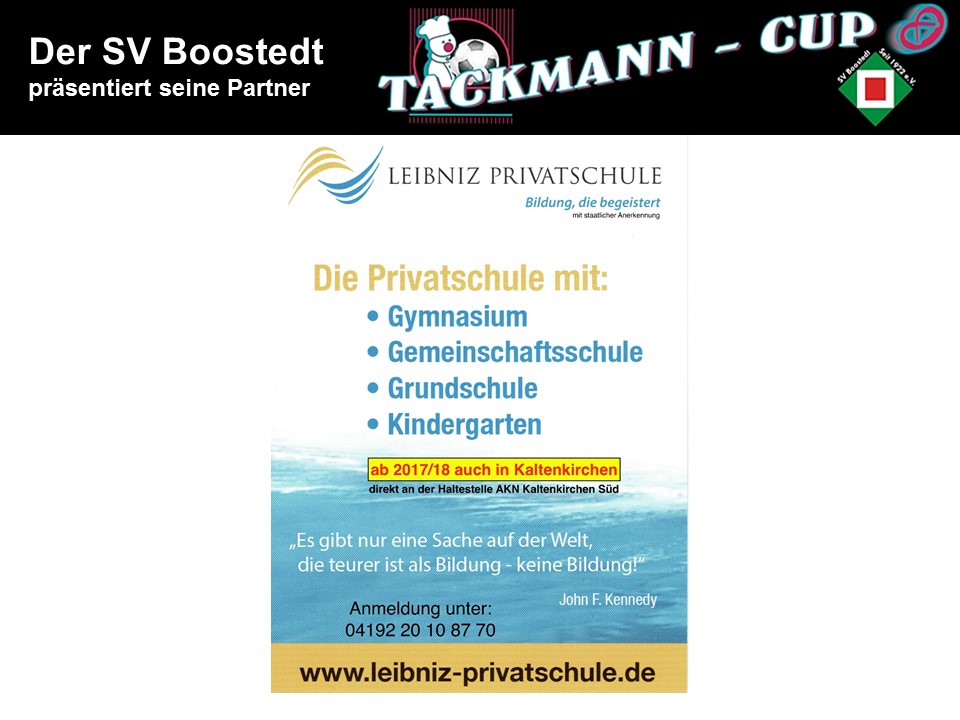 Der SV Boostedt
präsentiert seine Partner
TACKMANN - CUP
SV Boostedt Seit 1922 e.V.
LEIBNIZ PRIVATSCHULE
Bildung, die begeistert
mit staatlicher Anerkennung
Die Privatschule mit:
• Gymnasium
• Gemeinschaftsschule
• Grundschule
• Kindergarten
ab 2017/18 auch in Kaltenkirchen
direkt an der Haltestelle AKN Kaltenkirchen Süd
„Es gibt nur eine Sache auf der Welt,
die teurer ist als Bildung - keine Bildung!“
John F. Kennedy
Anmeldung unter:
04192 20 10 87 70
www.leibniz-privatschule.de